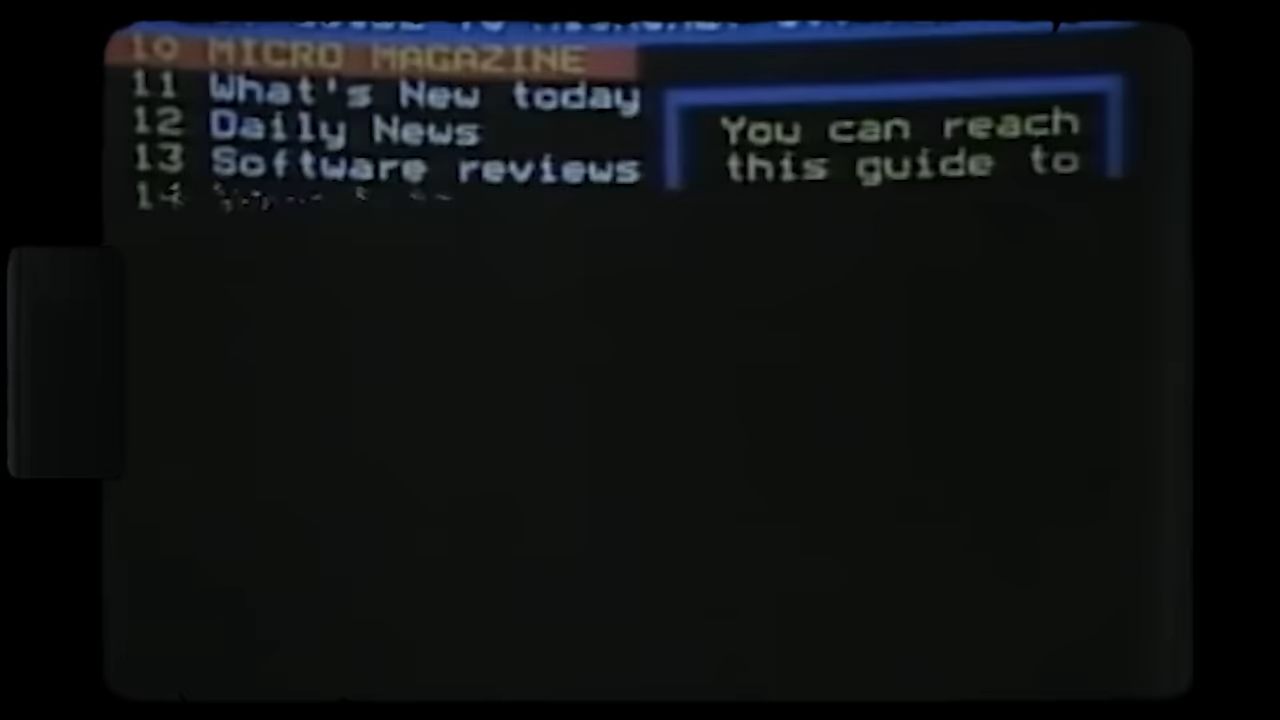 10 MICRO MAGAZINE
11 What's New today
12 Daily News
13 Software reviews
14
You can reach
this guide to